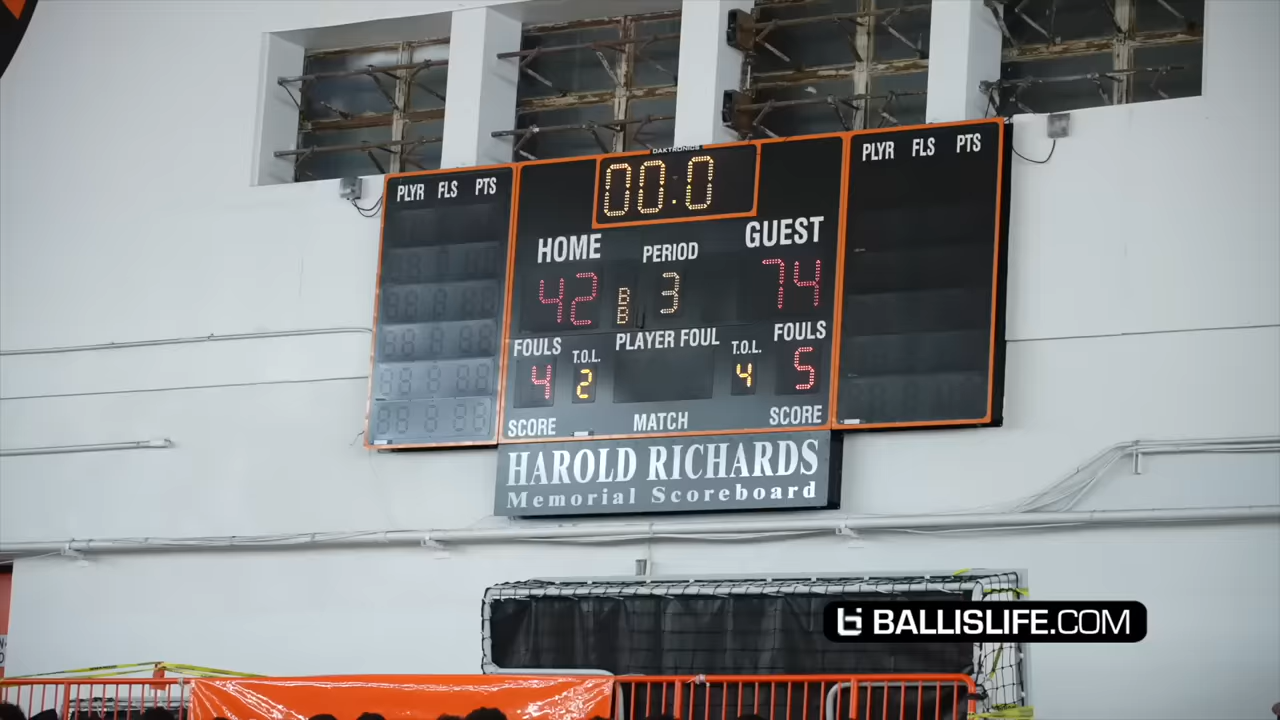 DAKTRONICS
PLYR FLS PTS
00:0
PLYR FLS PTS
HOME PERIOD GUEST
42 B B 3 74
FOULS T.O.L. PLAYER FOUL T.O.L. FOULS
4 2 4 5
SCORE MATCH SCORE
HAROLD RICHARDS
Memorial Scoreboard
BALLISLIFE.COM